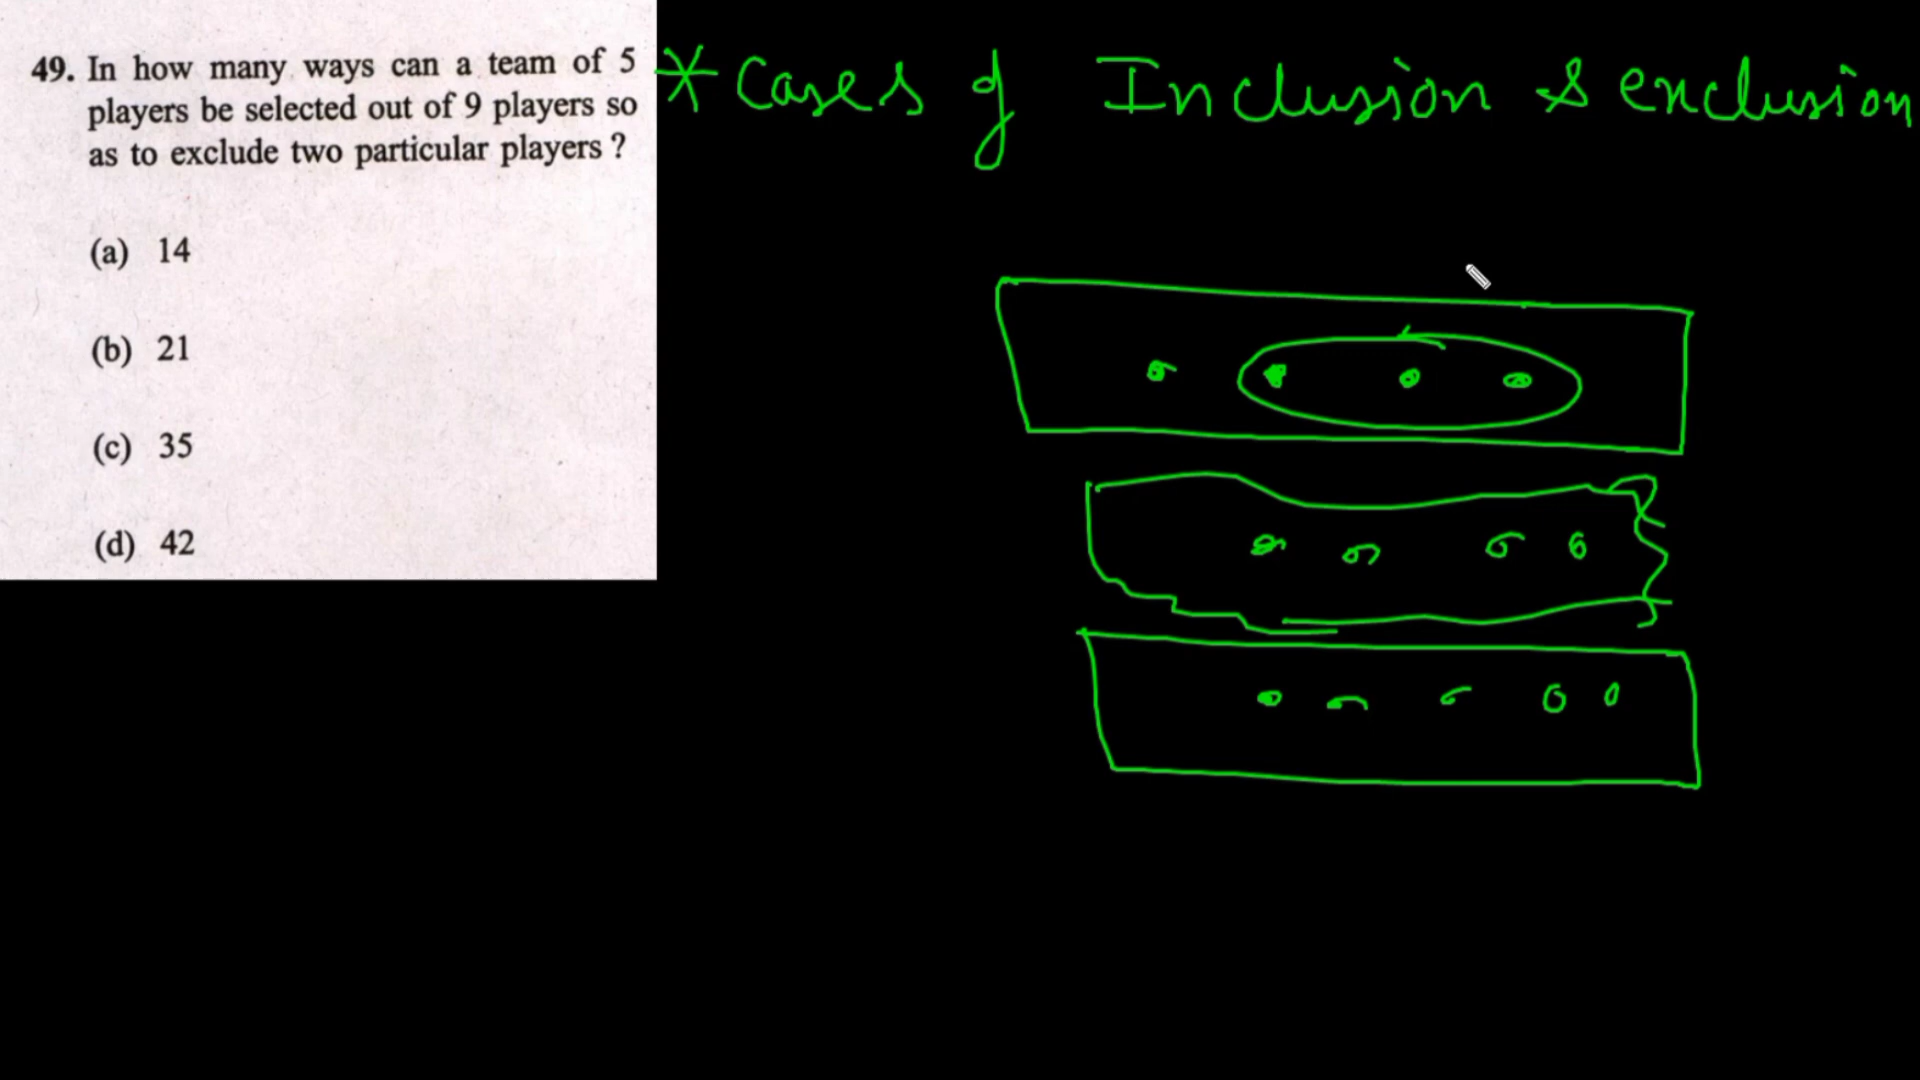 49. In how many ways can a team of 5
players be selected out of 9 players so
as to exclude two particular players ?
(a) 14
(b) 21
(c) 35
(d) 42
* Cases of Inclusion & exclusion